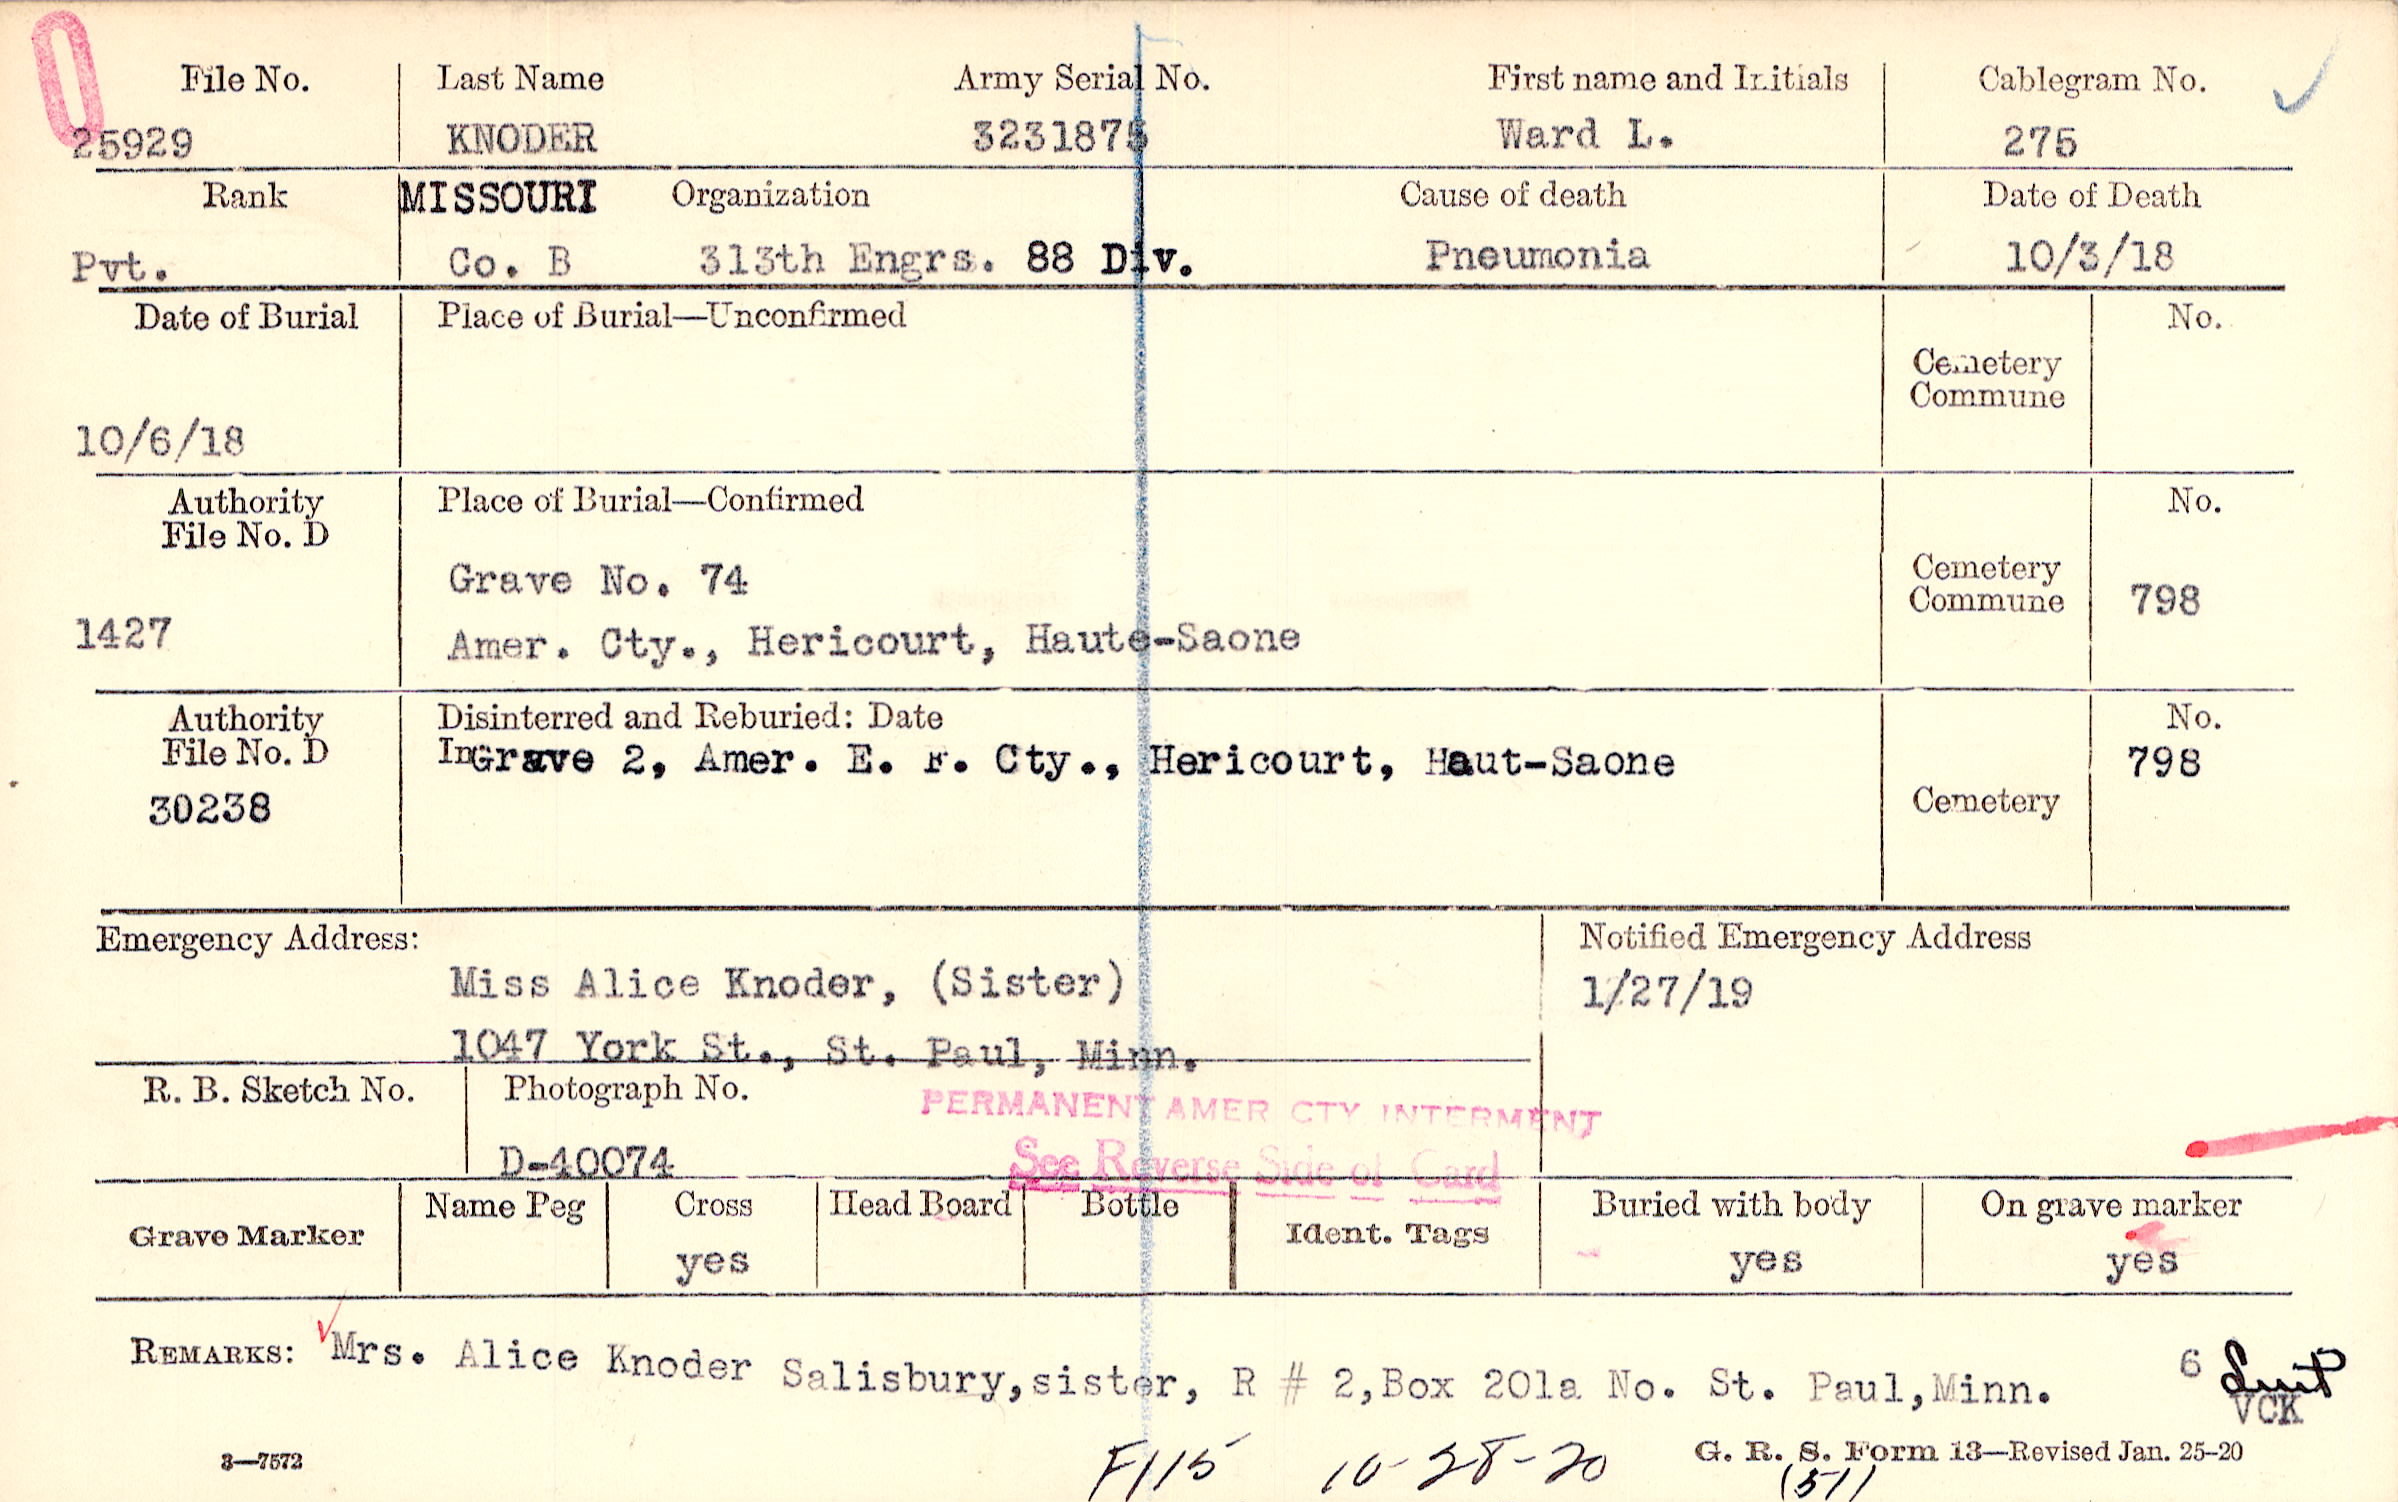 File No. Last Name Army Serial No. First name and Initials Cablegram No.
25929 KNODER 3231875 Ward L. 275
Rank MISSOURI Organization Cause of death Date of Death
Pvt. Co. B 313th Engrs. 88 Div. Pneumonia 10/3/18
Date of Burial Place of Burial—Unconfirmed No.
Cemetery
Commune
10/6/18
Authority Place of Burial—Confirmed No.
File No. D
Grave No. 74 Cemetery
Commune 798
1427 Amer. Cty., Hericourt, Haute-Saone
Authority Disinterred and Reburied: Date No.
File No. D In Grave 2, Amer. E. F. Cty., Hericourt, Haut-Saone 798
30238 Cemetery
Emergency Address: Notified Emergency Address
Miss Alice Knoder, (Sister) 1/27/19
1047 York St., St. Paul, Minn.
R. B. Sketch No. Photograph No.
PERMANENT AMER CTY INTERMENT
D-40074 See Reverse Side of Card
Grave Marker Name Peg Cross Head Board Bottle Ident. Tags Buried with body On grave marker
yes yes yes
REMARKS: Mrs. Alice Knoder Salisbury,sister, R # 2,Box 201a No. St. Paul,Minn. 6
VCK
3—7572 F115 10-28-20 G. R. S. Form 13—Revised Jan. 25-20
(51)